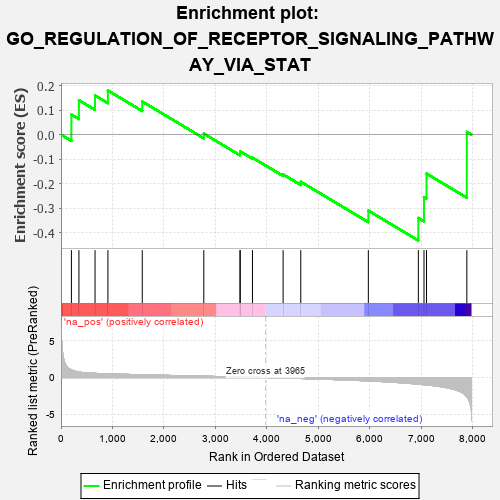 Enrichment plot:
GO_REGULATION_OF_RECEPTOR_SIGNALING_PATHW
AY_VIA_STAT
Enrichment score (ES)
0.2
0.1
0.0
-0.1
-0.2
-0.3
-0.4
'na_pos' (positively correlated)
Ranked list metric (PreRanked)
5
0
-5
Zero cross at 3965
'na_neg' (negatively correlated)
0
1,000
2,000
3,000
4,000
5,000
6,000
7,000
8,000
Rank in Ordered Dataset
Enrichment profile
Hits
Ranking metric scores